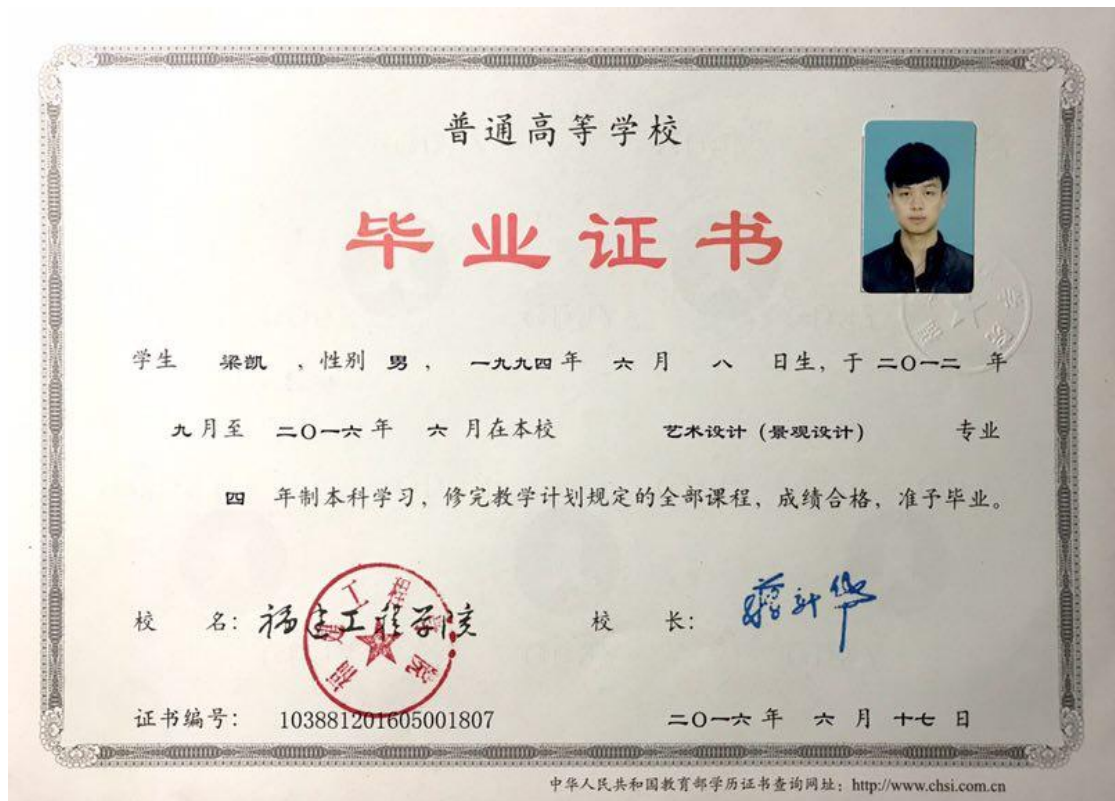 普通高等学校
毕业证书
学生 梁凯 ，性别 男 ， 一九九四 年 六 月 八 日生，于 二〇一二 年
九 月至 二〇一六 年 六 月在本校 艺术设计（景观设计） 专业
四 年制本科学习，修完教学计划规定的全部课程，成绩合格，准予毕业。
校 名：福建工程学院
福建工程学院
校 长：
证书编号： 103881201605001807 二〇一六 年 六 月 十七 日
中华人民共和国教育部学历证书查询网址：http://www.chsi.com.cn